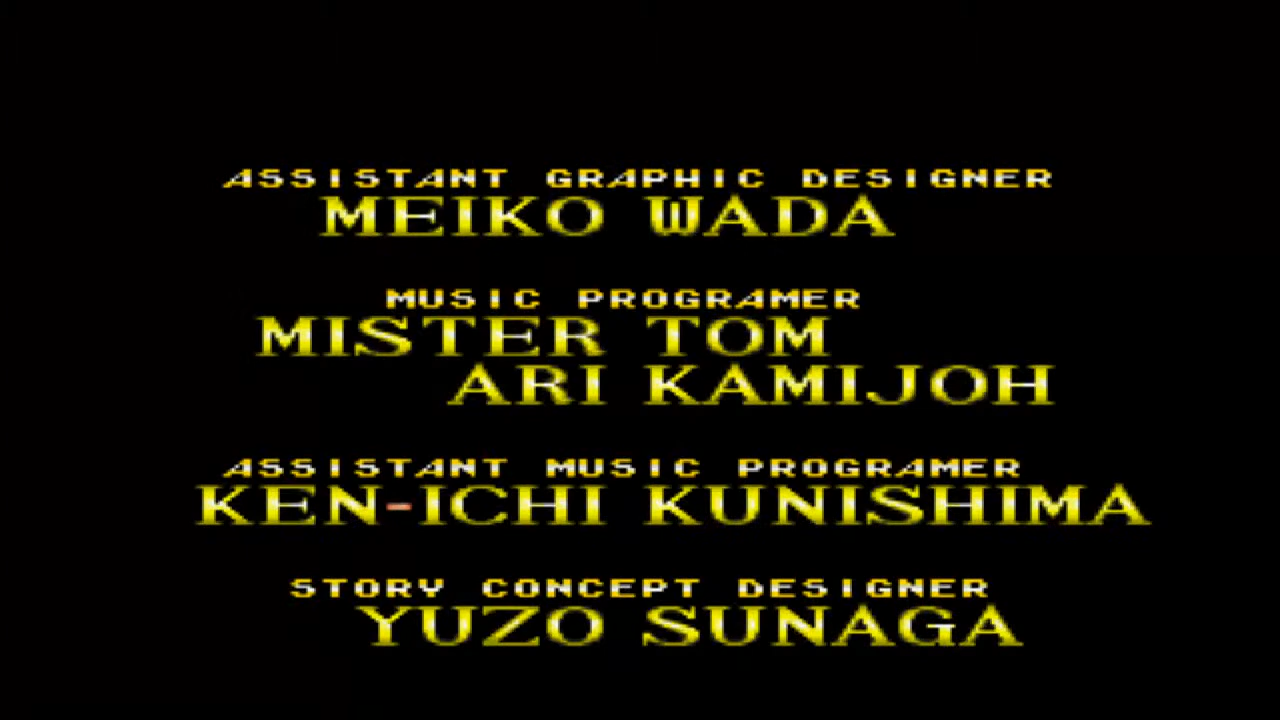 ASSISTANT GRAPHIC DESIGNER
MEIKO WADA
MUSIC PROGRAMER
MISTER TOM
ARI KAMIJOH
ASSISTANT MUSIC PROGRAMER
KEN-ICHI KUNISHIMA
STORY CONCEPT DESIGNER
YUZO SUNAGA